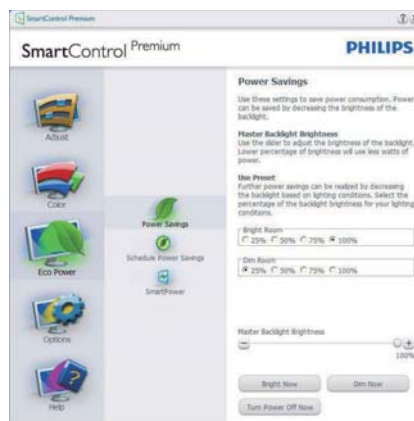 SmartControl Premium
SmartControl Premium
PHILIPS
Adjust
Color
Eco Power
Options
Help
Power Savings
Schedule Power Savings
SmartPower
Power Savings
Use these settings to save power consumption. Power
can be saved by decreasing the brightness of the
backlight.
Master Backlight Brightness
Use the slider to adjust the brightness of the backlight.
Lower percentage of brightness will use less watts of
power.
Use Preset
Further power savings can be realized by decreasing
the backlight based on lighting conditions. Select the
percentage of the backlight brightness for your lighting
conditions.
Bright Room
25% 50% 75% 100%
Dim Room
25% 50% 75% 100%
Master Backlight Brightness
100%
Bright Now
Dim Now
Turn Power Off Now